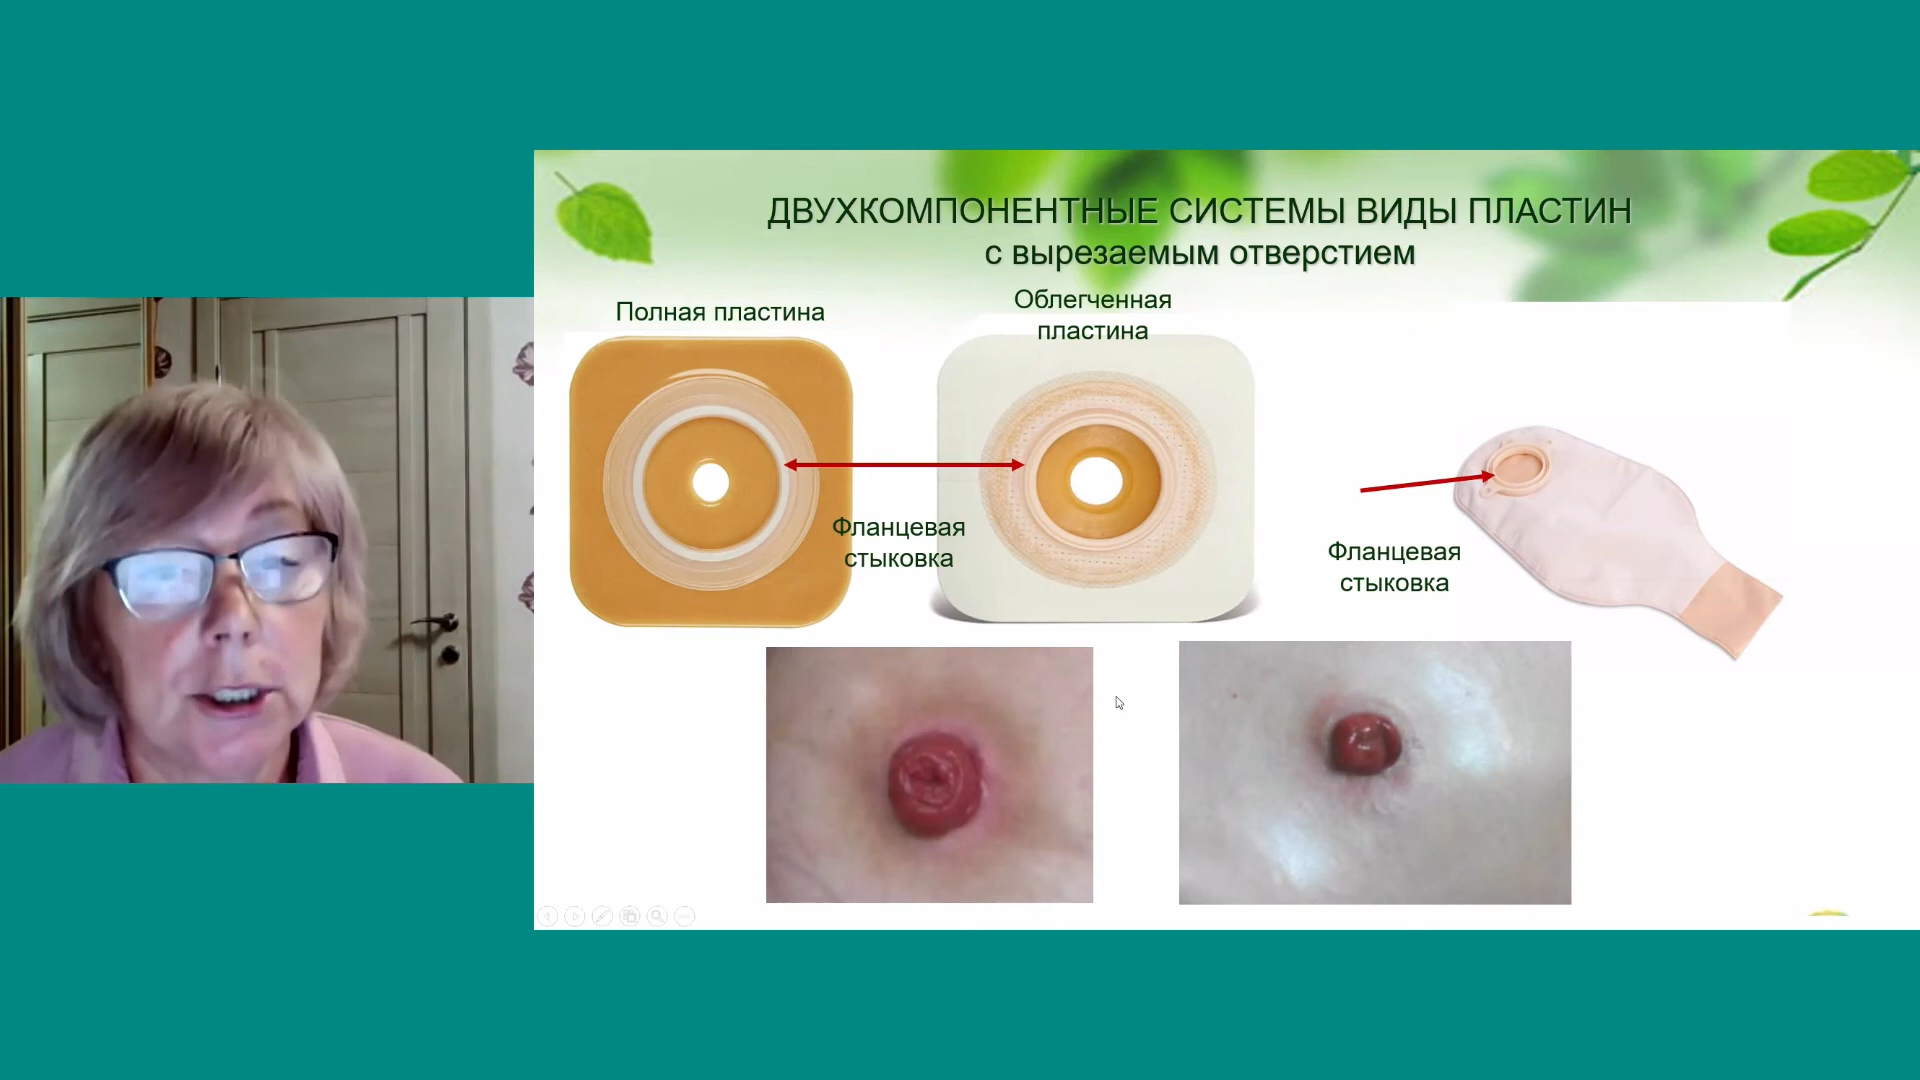 ДВУХКОМПОНЕНТНЫЕ СИСТЕМЫ ВИДЫ ПЛАСТИН
с вырезаемым отверстием
Полная пластина
Облегченная
пластина
Фланцевая
стыковка
Фланцевая
стыковка